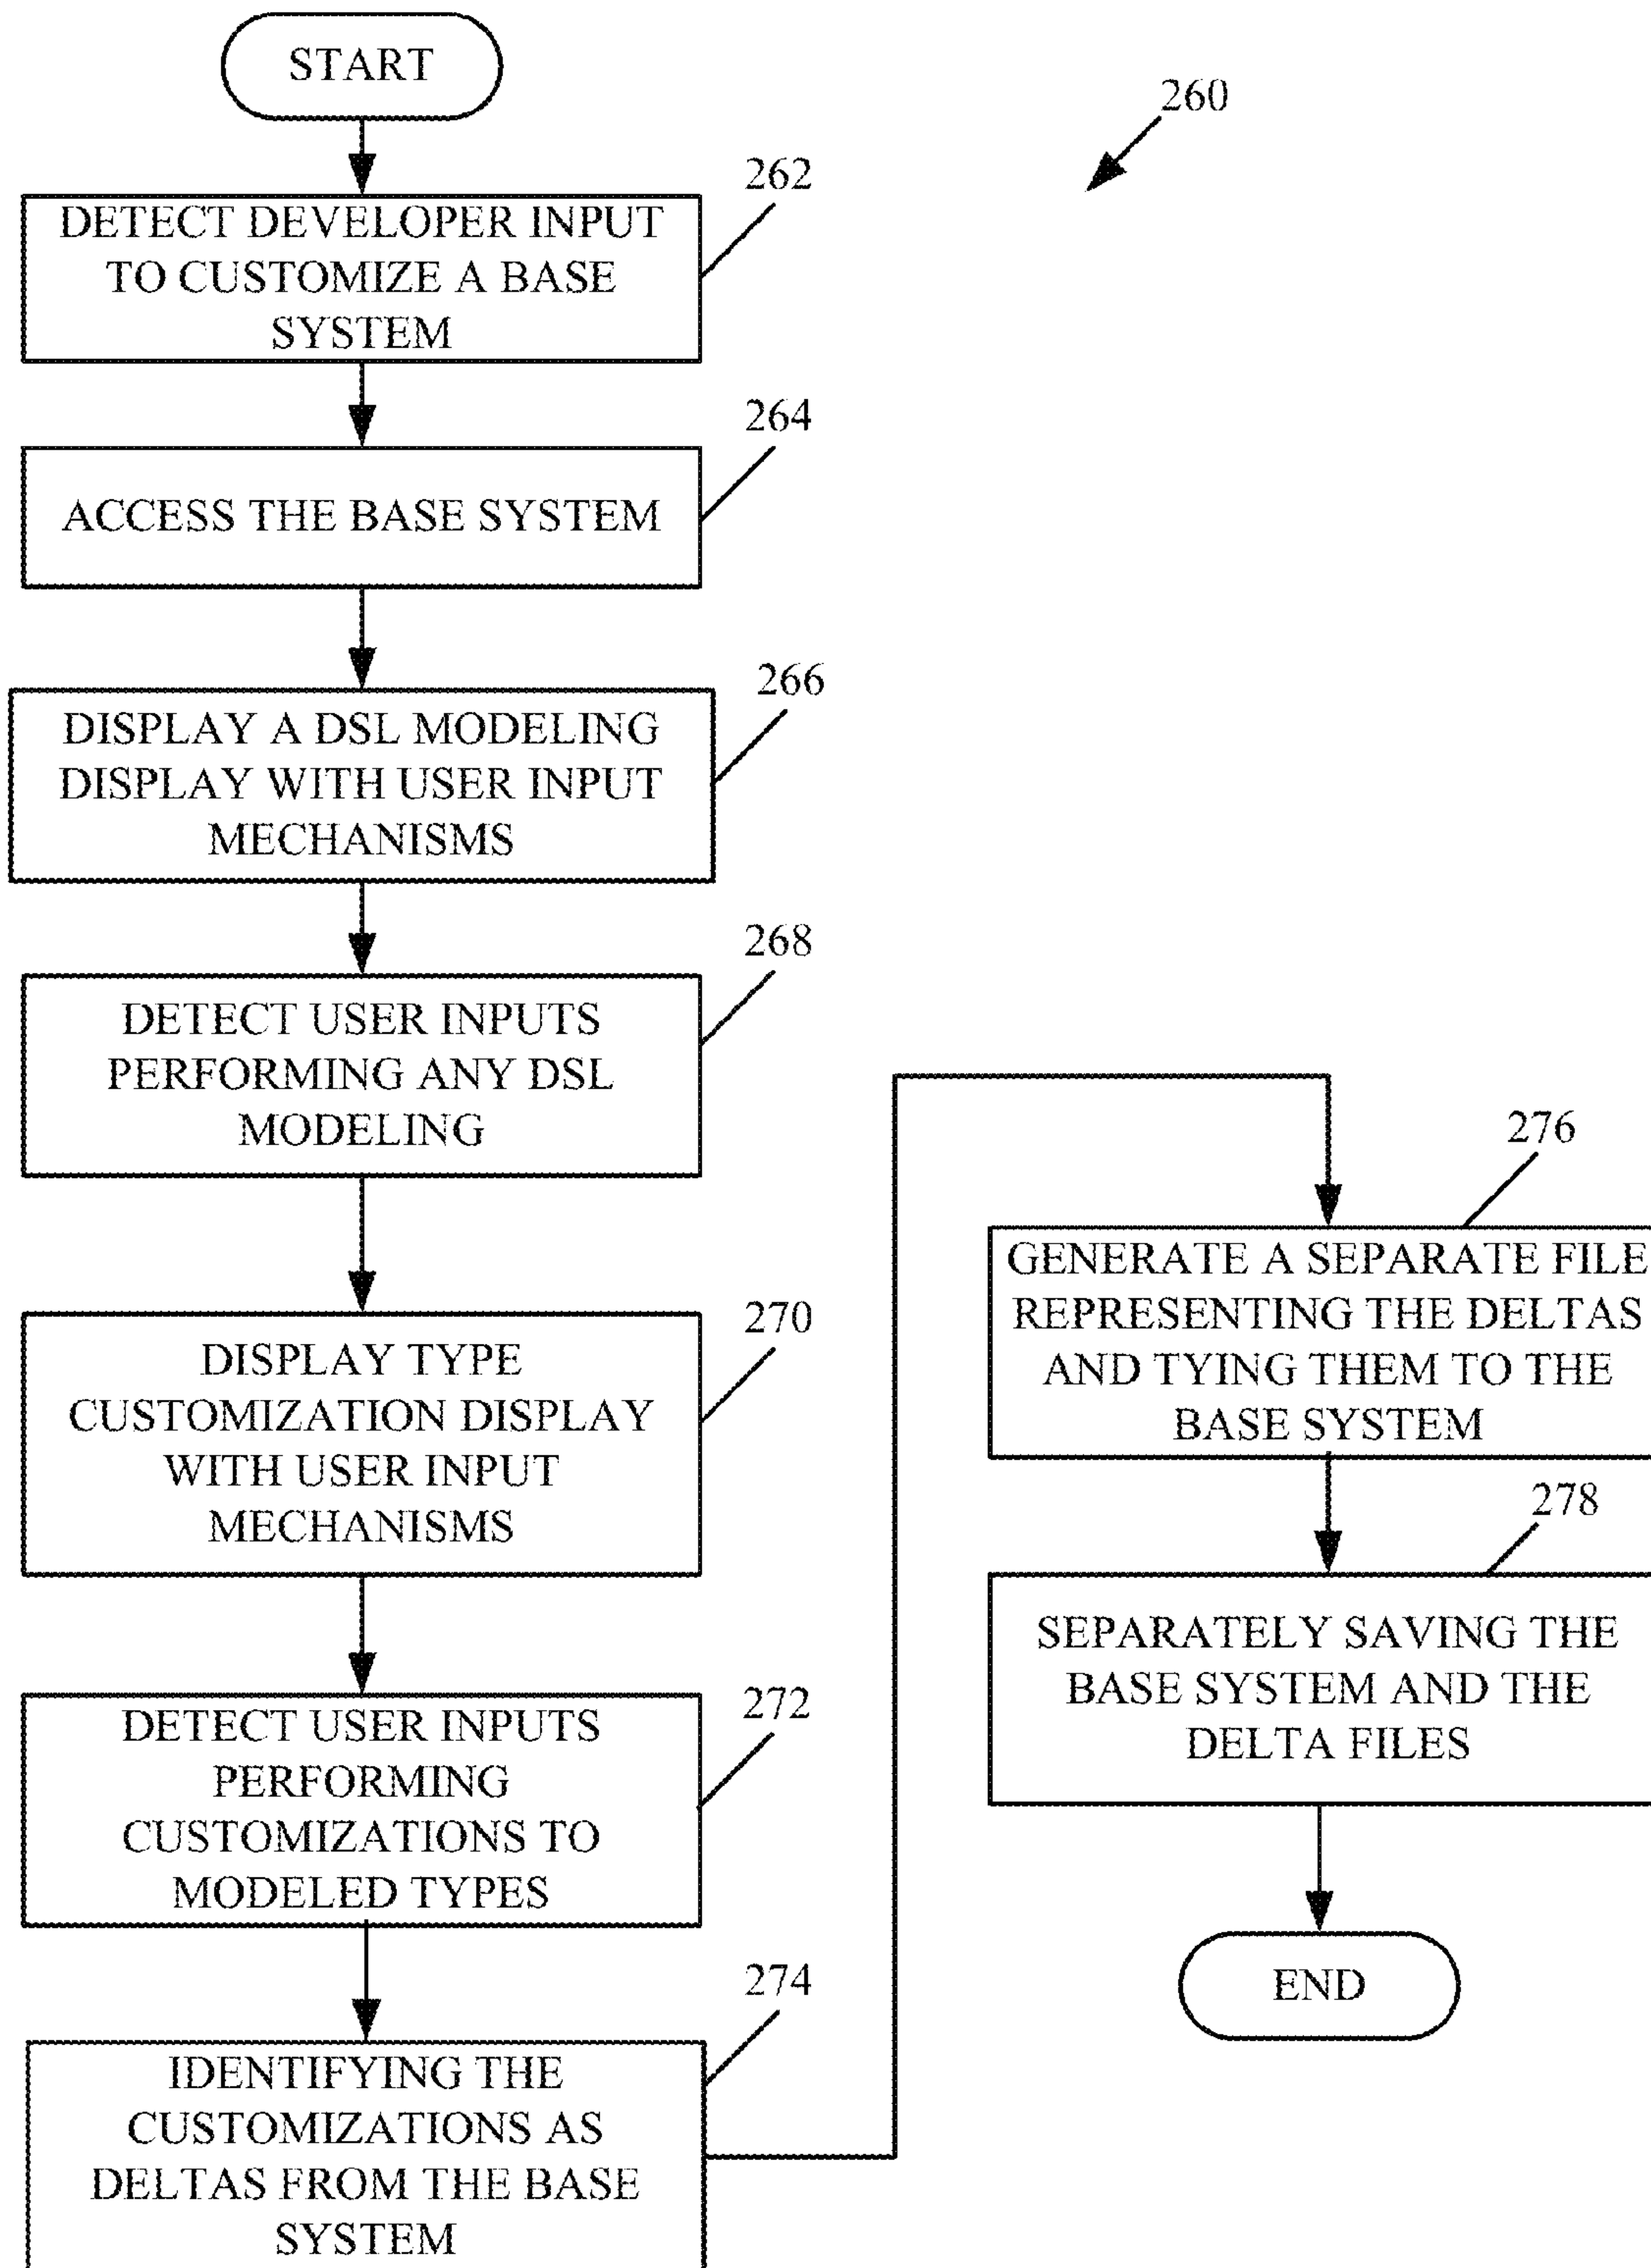 START
260
262
DETECT DEVELOPER INPUT
TO CUSTOMIZE A BASE
SYSTEM
264
ACCESS THE BASE SYSTEM
266
DISPLAY A DSL MODELING
DISPLAY WITH USER INPUT
MECHANISMS
268
DETECT USER INPUTS
PERFORMING ANY DSL
MODELING
270
DISPLAY TYPE
CUSTOMIZATION DISPLAY
WITH USER INPUT
MECHANISMS
272
DETECT USER INPUTS
PERFORMING
CUSTOMIZATIONS TO
MODELED TYPES
274
IDENTIFYING THE
CUSTOMIZATIONS AS
DELTAS FROM THE BASE
SYSTEM
276
GENERATE A SEPARATE FILE
REPRESENTING THE DELTAS
AND TYING THEM TO THE
BASE SYSTEM
278
SEPARATELY SAVING THE
BASE SYSTEM AND THE
DELTA FILES
END